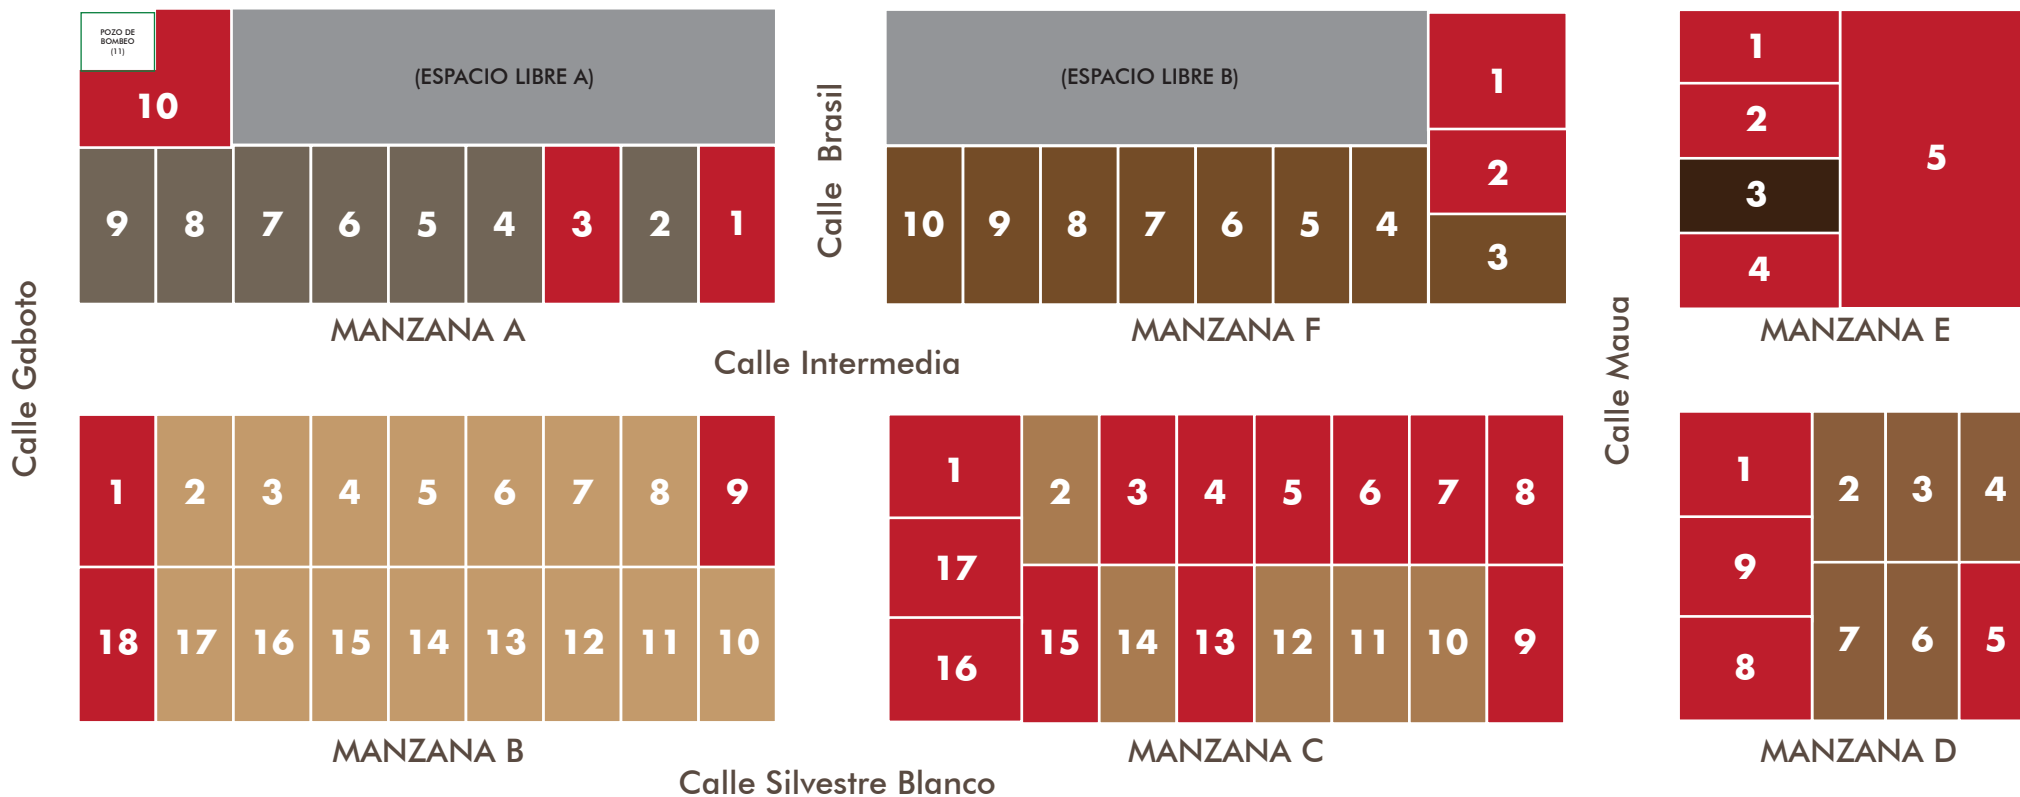 POZO DE
BOMBEO
(11)
10
(ESPACIO LIBRE A)
9 8 7 6 5 4 3 2 1
MANZANA A
Calle Brasil
(ESPACIO LIBRE B)
1
2
3
10 9 8 7 6 5 4
MANZANA F
1
2
3
4
5
MANZANA E
Calle Gaboto
Calle Intermedia
Calle Maua
1 2 3 4 5 6 7 8 9
18 17 16 15 14 13 12 11 10
MANZANA B
1
17
16
2 3 4 5 6 7 8
15 14 13 12 11 10 9
MANZANA C
1
9
8
2 3 4
7 6 5
MANZANA D
Calle Silvestre Blanco